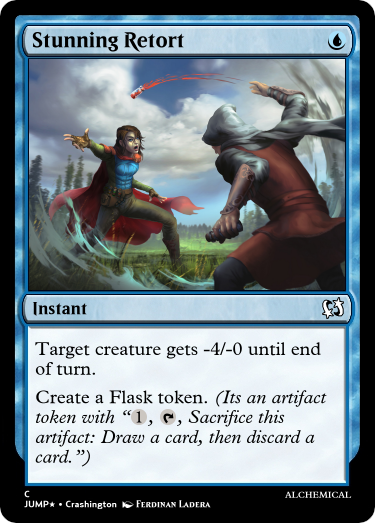 Stunning Retort
Instant
Target creature gets -4/-0 until end
of turn.
Create a Flask token. (Its an artifact
token with “1, , Sacrifice this
artifact: Draw a card, then discard a
card.”)
C
JUMP★ • Crashington Ferdinan Ladera
ALCHEMICAL